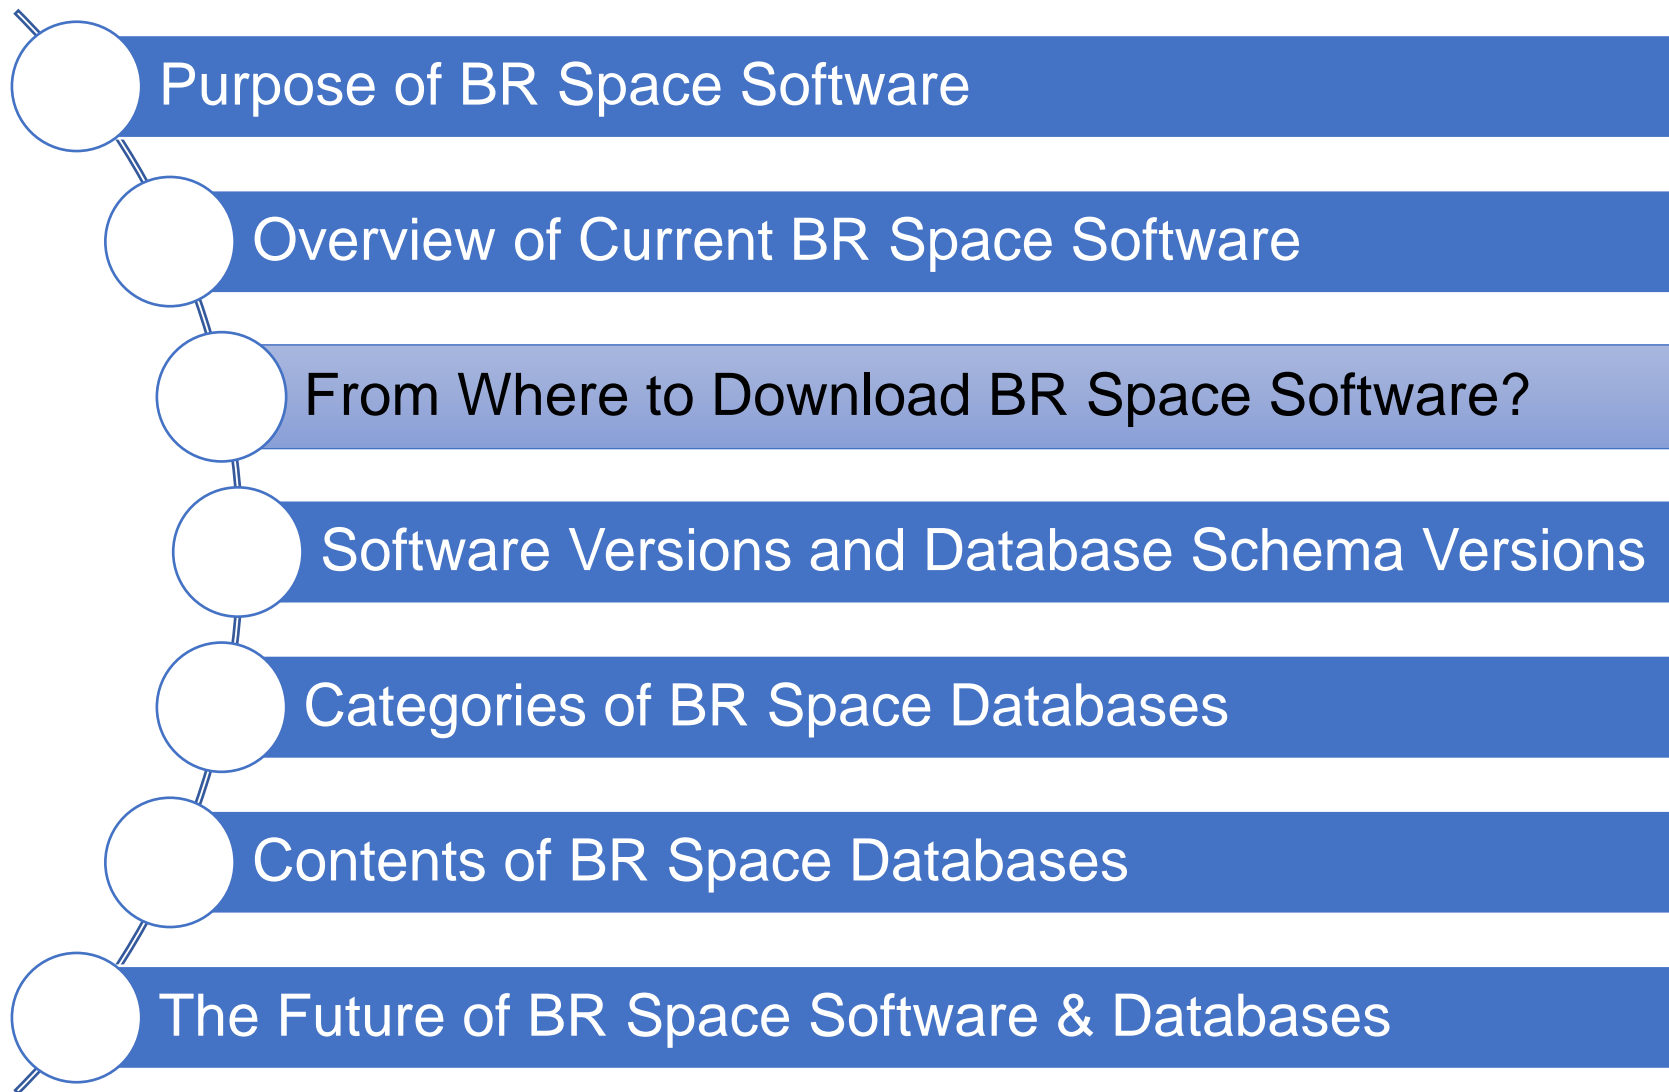 Purpose of BR Space Software
Overview of Current BR Space Software
From Where to Download BR Space Software?
Software Versions and Database Schema Versions
Categories of BR Space Databases
Contents of BR Space Databases
The Future of BR Space Software & Databases